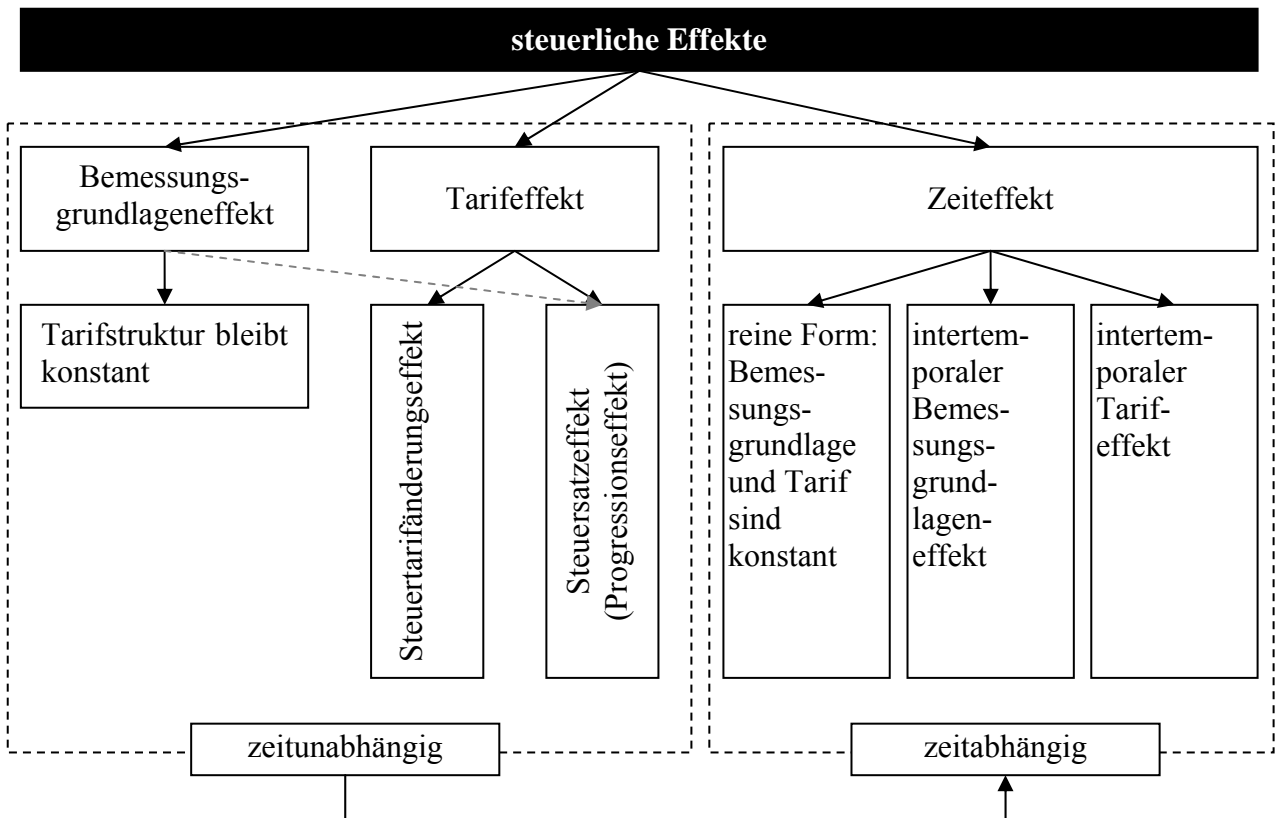 steuerliche Effekte
Bemessungs-
grundlageneffekt
Tarifeffekt
Zeiteffekt
Tarifstruktur bleibt
konstant
Steuertarifänderungseffekt
Steuersatzeffekt
(Progressionseffekt)
reine Form:
Bemes-
sungs-
grundlage
und Tarif
sind
konstant
intertem-
poraler
Bemes-
sungs-
grund-
lagen-
effekt
intertem-
poraler
Tarif-
effekt
zeitunabhängig
zeitabhängig